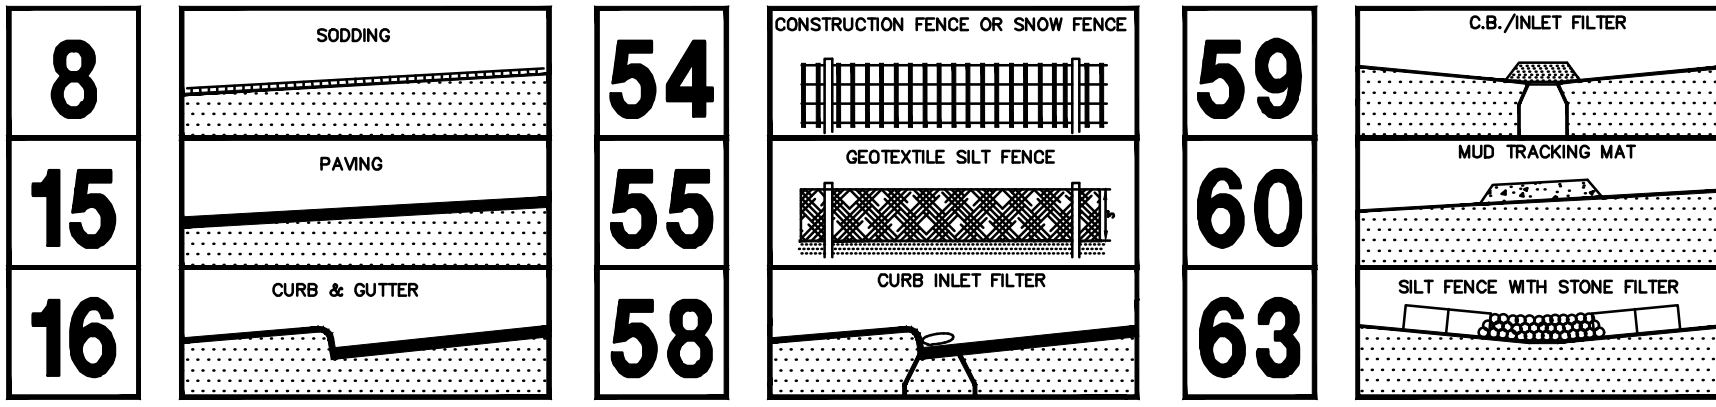 8
SODDING
15
PAVING
16
CURB & GUTTER
54
CONSTRUCTION FENCE OR SNOW FENCE
55
GEOTEXTILE SILT FENCE
3'
58
CURB INLET FILTER
59
C.B./INLET FILTER
60
MUD TRACKING MAT
63
SILT FENCE WITH STONE FILTER